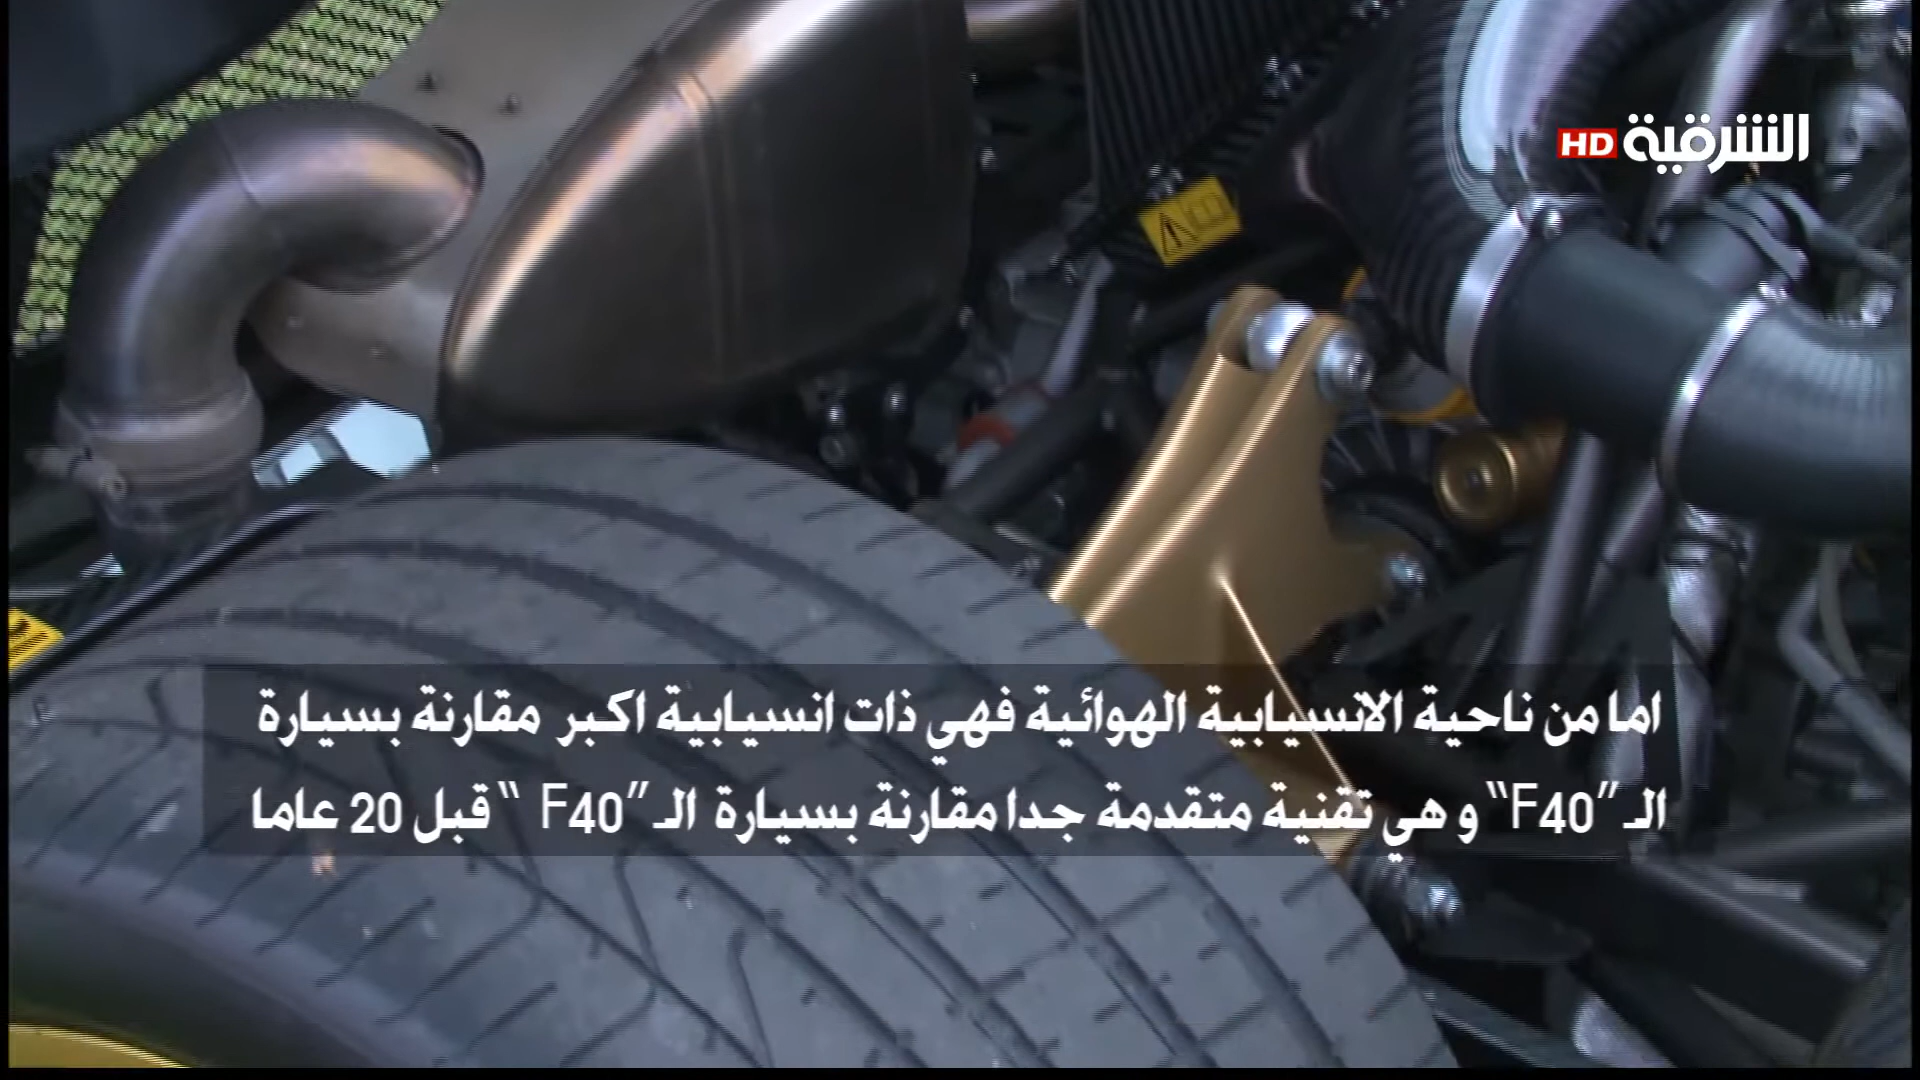 الشرقية HD
اما من ناحية الانسيابية الهوائية فهي ذات انسيابية اكبر مقارنة بسيارة
الـ"F40" و هي تقنية متقدمة جدا مقارنة بسيارة الـ"F40 " قبل 20 عاما